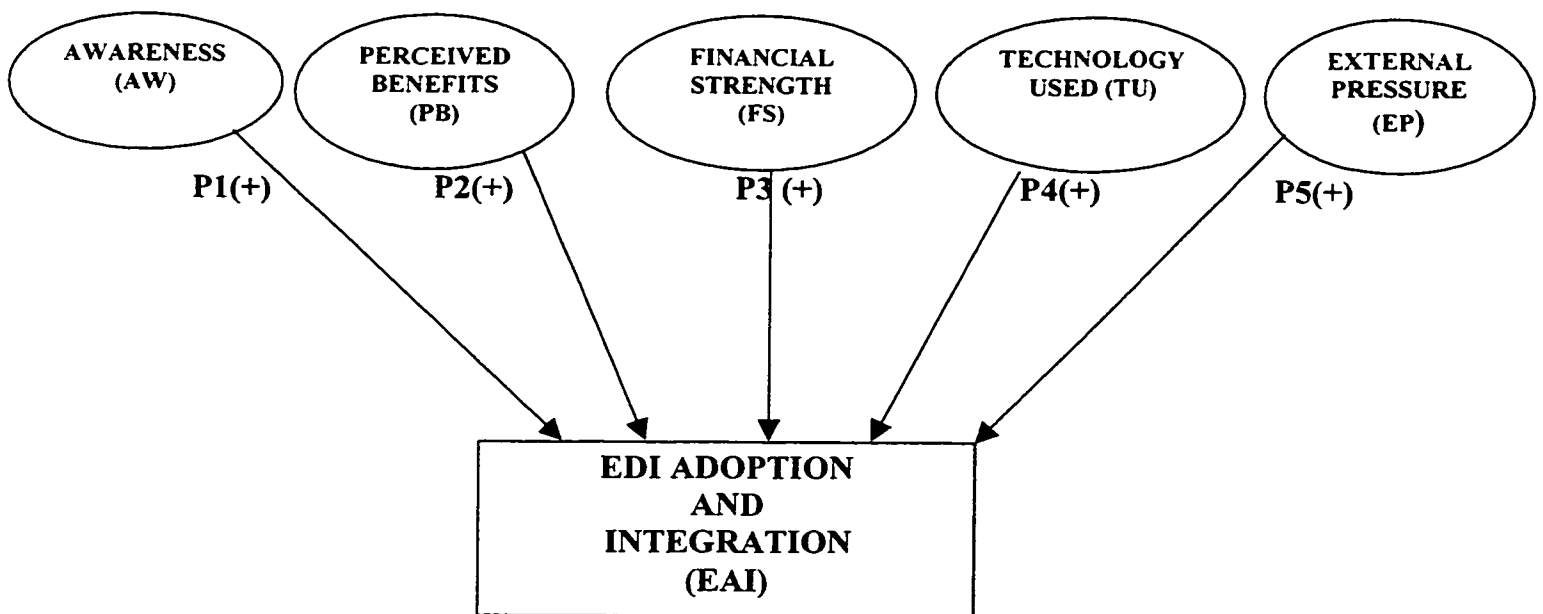 AWARENESS
(AW)
PERCEIVED
BENEFITS
(PB)
FINANCIAL
STRENGTH
(FS)
TECHNOLOGY
USED (TU)
EXTERNAL
PRESSURE
(EP)
P1(+)
P2(+)
P3 (+)
P4(+)
P5(+)
EDI ADOPTION
AND
INTEGRATION
(EAI)